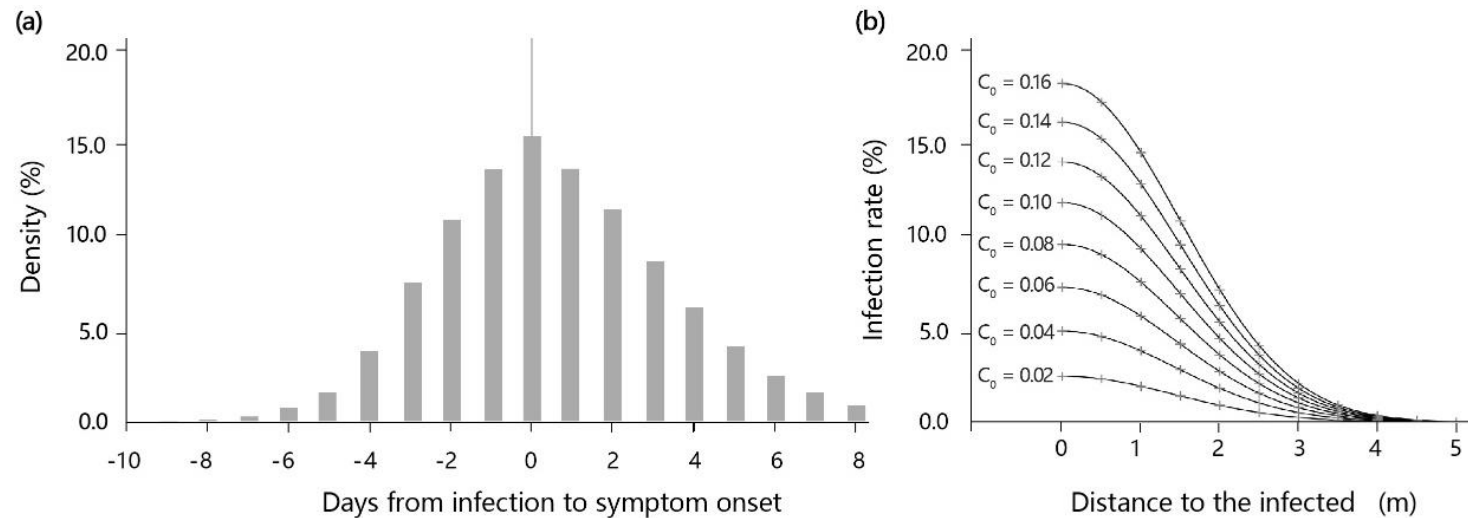 (a)
20.0
15.0
10.0
5.0
0.0
Density (%)
-10 -8 -6 -4 -2 0 2 4 6 8
Days from infection to symptom onset
(b)
20.0
15.0
10.0
5.0
0.0
Infection rate (%)
C₀ = 0.16
C₀ = 0.14
C₀ = 0.12
C₀ = 0.10
C₀ = 0.08
C₀ = 0.06
C₀ = 0.04
C₀ = 0.02
0 1 2 3 4 5
Distance to the infected (m)